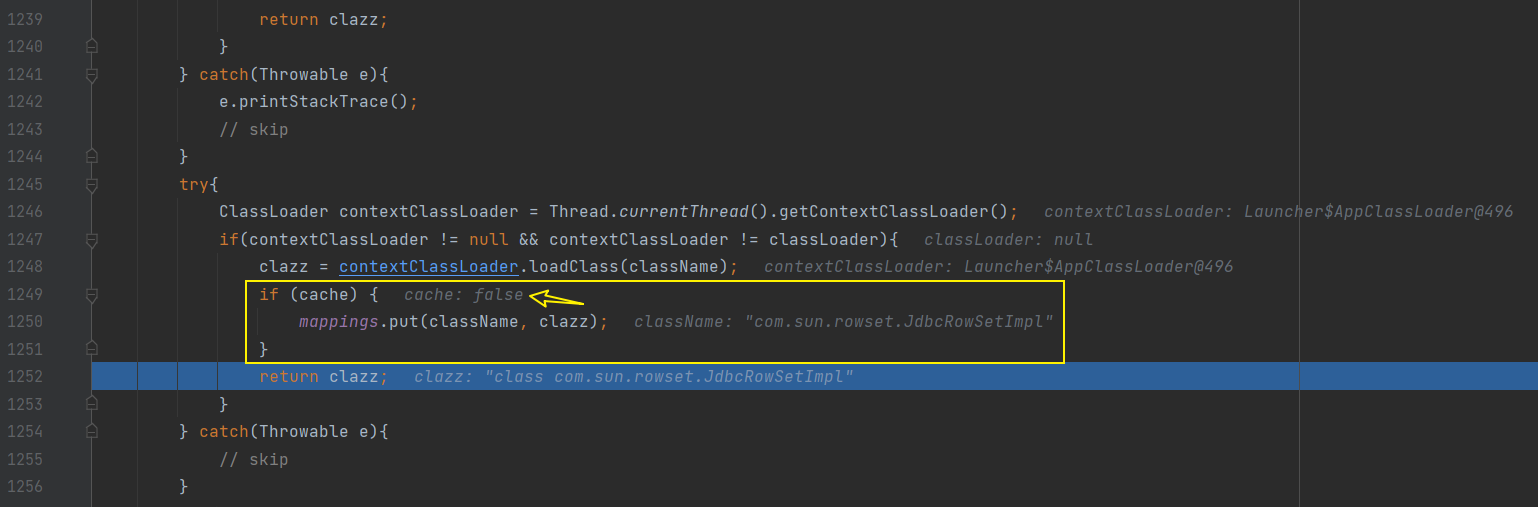 1239 return clazz;
1240 }
1241 } catch(Throwable e){
1242 e.printStackTrace();
1243 // skip
1244 }
1245 try{
1246 ClassLoader contextClassLoader = Thread.currentThread().getContextClassLoader(); contextClassLoader: Launcher$AppClassLoader@496
1247 if(contextClassLoader != null && contextClassLoader != classLoader){ classLoader: null
1248 clazz = contextClassLoader.loadClass(className); contextClassLoader: Launcher$AppClassLoader@496
1249 if (cache) { cache: false
1250 mappings.put(className, clazz); className: "com.sun.rowset.JdbcRowSetImpl"
1251 }
1252 return clazz; clazz: "class com.sun.rowset.JdbcRowSetImpl"
1253 }
1254 } catch(Throwable e){
1255 // skip
1256 }